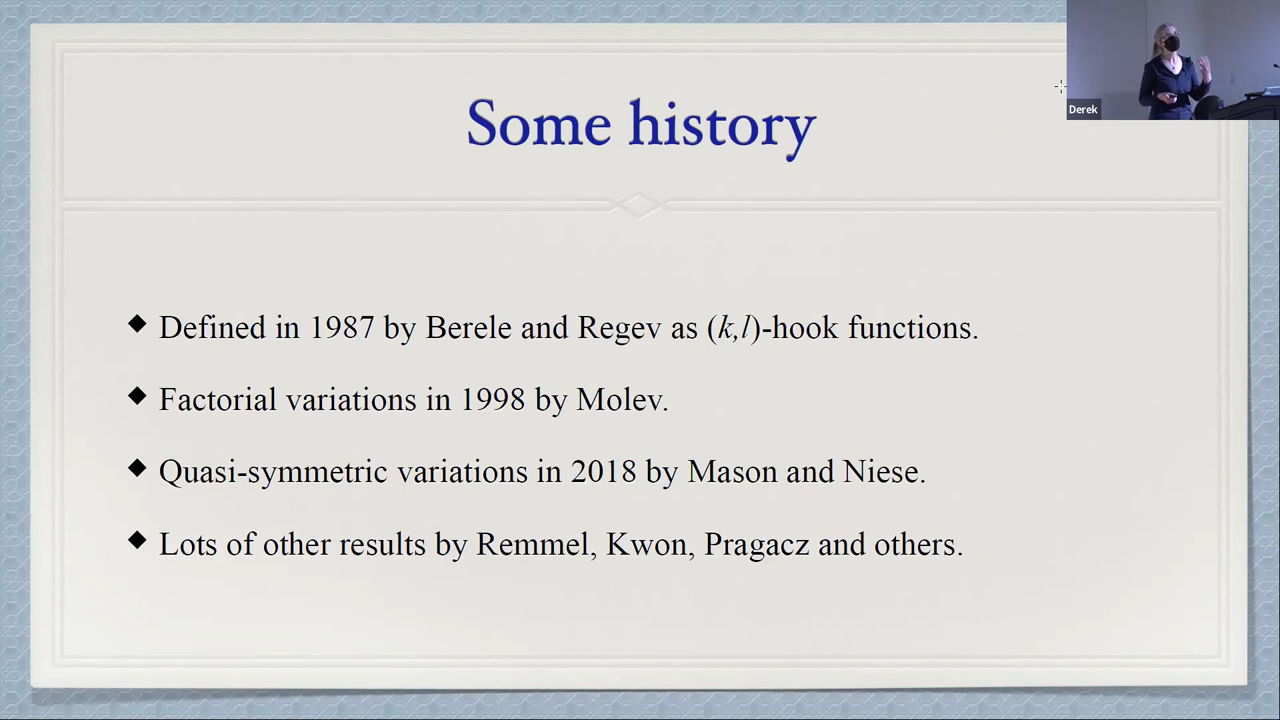 Derek
Some history
◆ Defined in 1987 by Berele and Regev as (k,l)-hook functions.
◆ Factorial variations in 1998 by Molev.
◆ Quasi-symmetric variations in 2018 by Mason and Niese.
◆ Lots of other results by Remmel, Kwon, Pragacz and others.